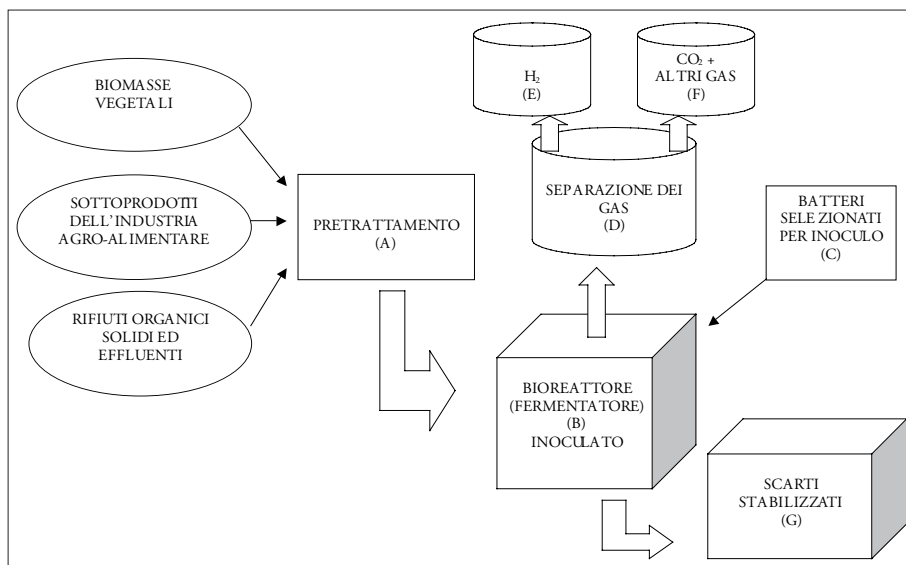 BIOMASSE
VEGETALI
SOTTOPRODOTTI
DELL'INDUSTRIA
AGRO-ALIMENTARE
RIFIUTI ORGANICI
SOLIDI ED
EFFLUENTI
PRETRATTAMENTO
(A)
H₂
(E)
CO₂ +
ALTRI GAS
(F)
SEPARAZIONE DEI
GAS
(D)
BATTERI
SELEZIONATI
PER INOCULO
(C)
BIOREATTORE
(FERMENTATORE)
(B)
INOCULATO
SCARTI
STABILIZZATI
(G)